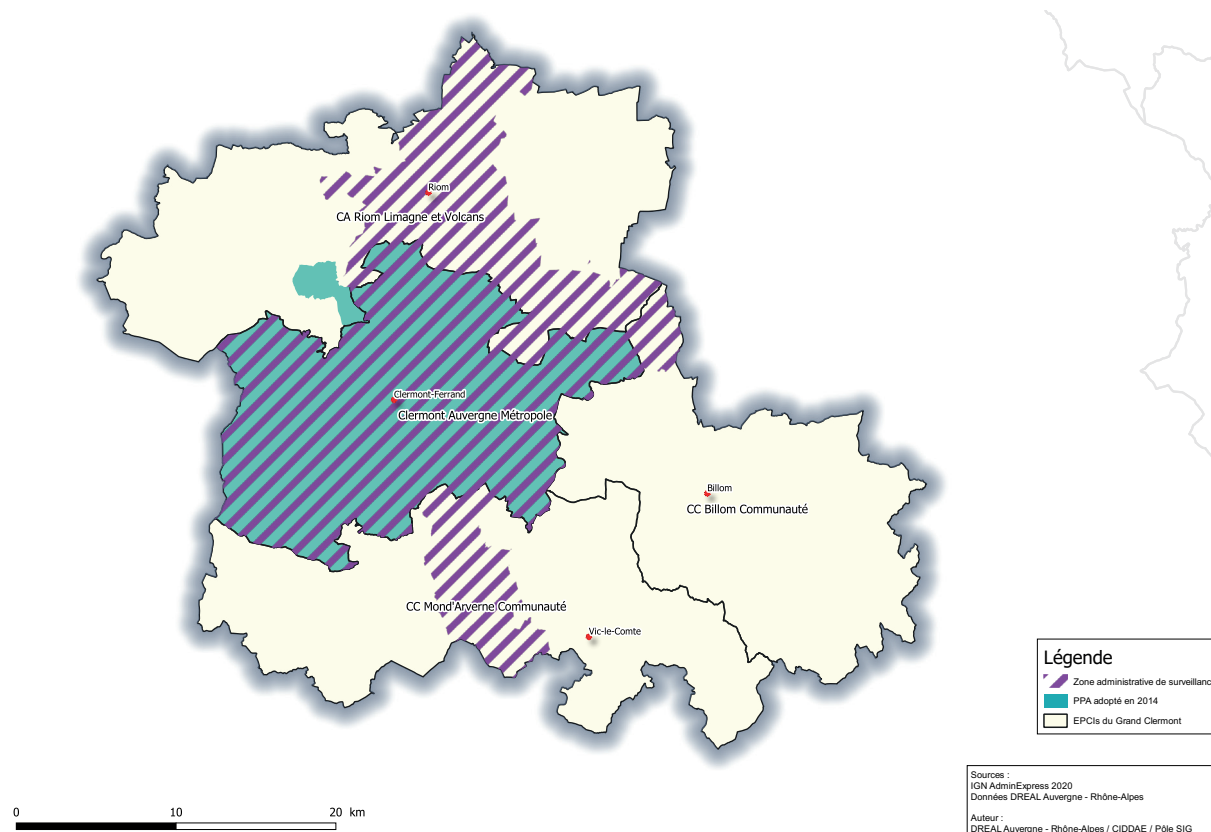 Riom
CA Riom Limagne et Volcans
Clermont-Ferrand
Clermont Auvergne Métropole
Billom
CC Billom Communauté
CC Mond'Arverne Communauté
Vic-le-Comte
Légende
Zone administrative de surveillanc
PPA adopté en 2014
EPCIs du Grand Clermont
Sources :
IGN AdminExpress 2020
Données DREAL Auvergne - Rhône-Alpes
Auteur :
DREAL Auvergne - Rhône-Alpes / CIDDAE / Pôle SIG
0 10 20 km